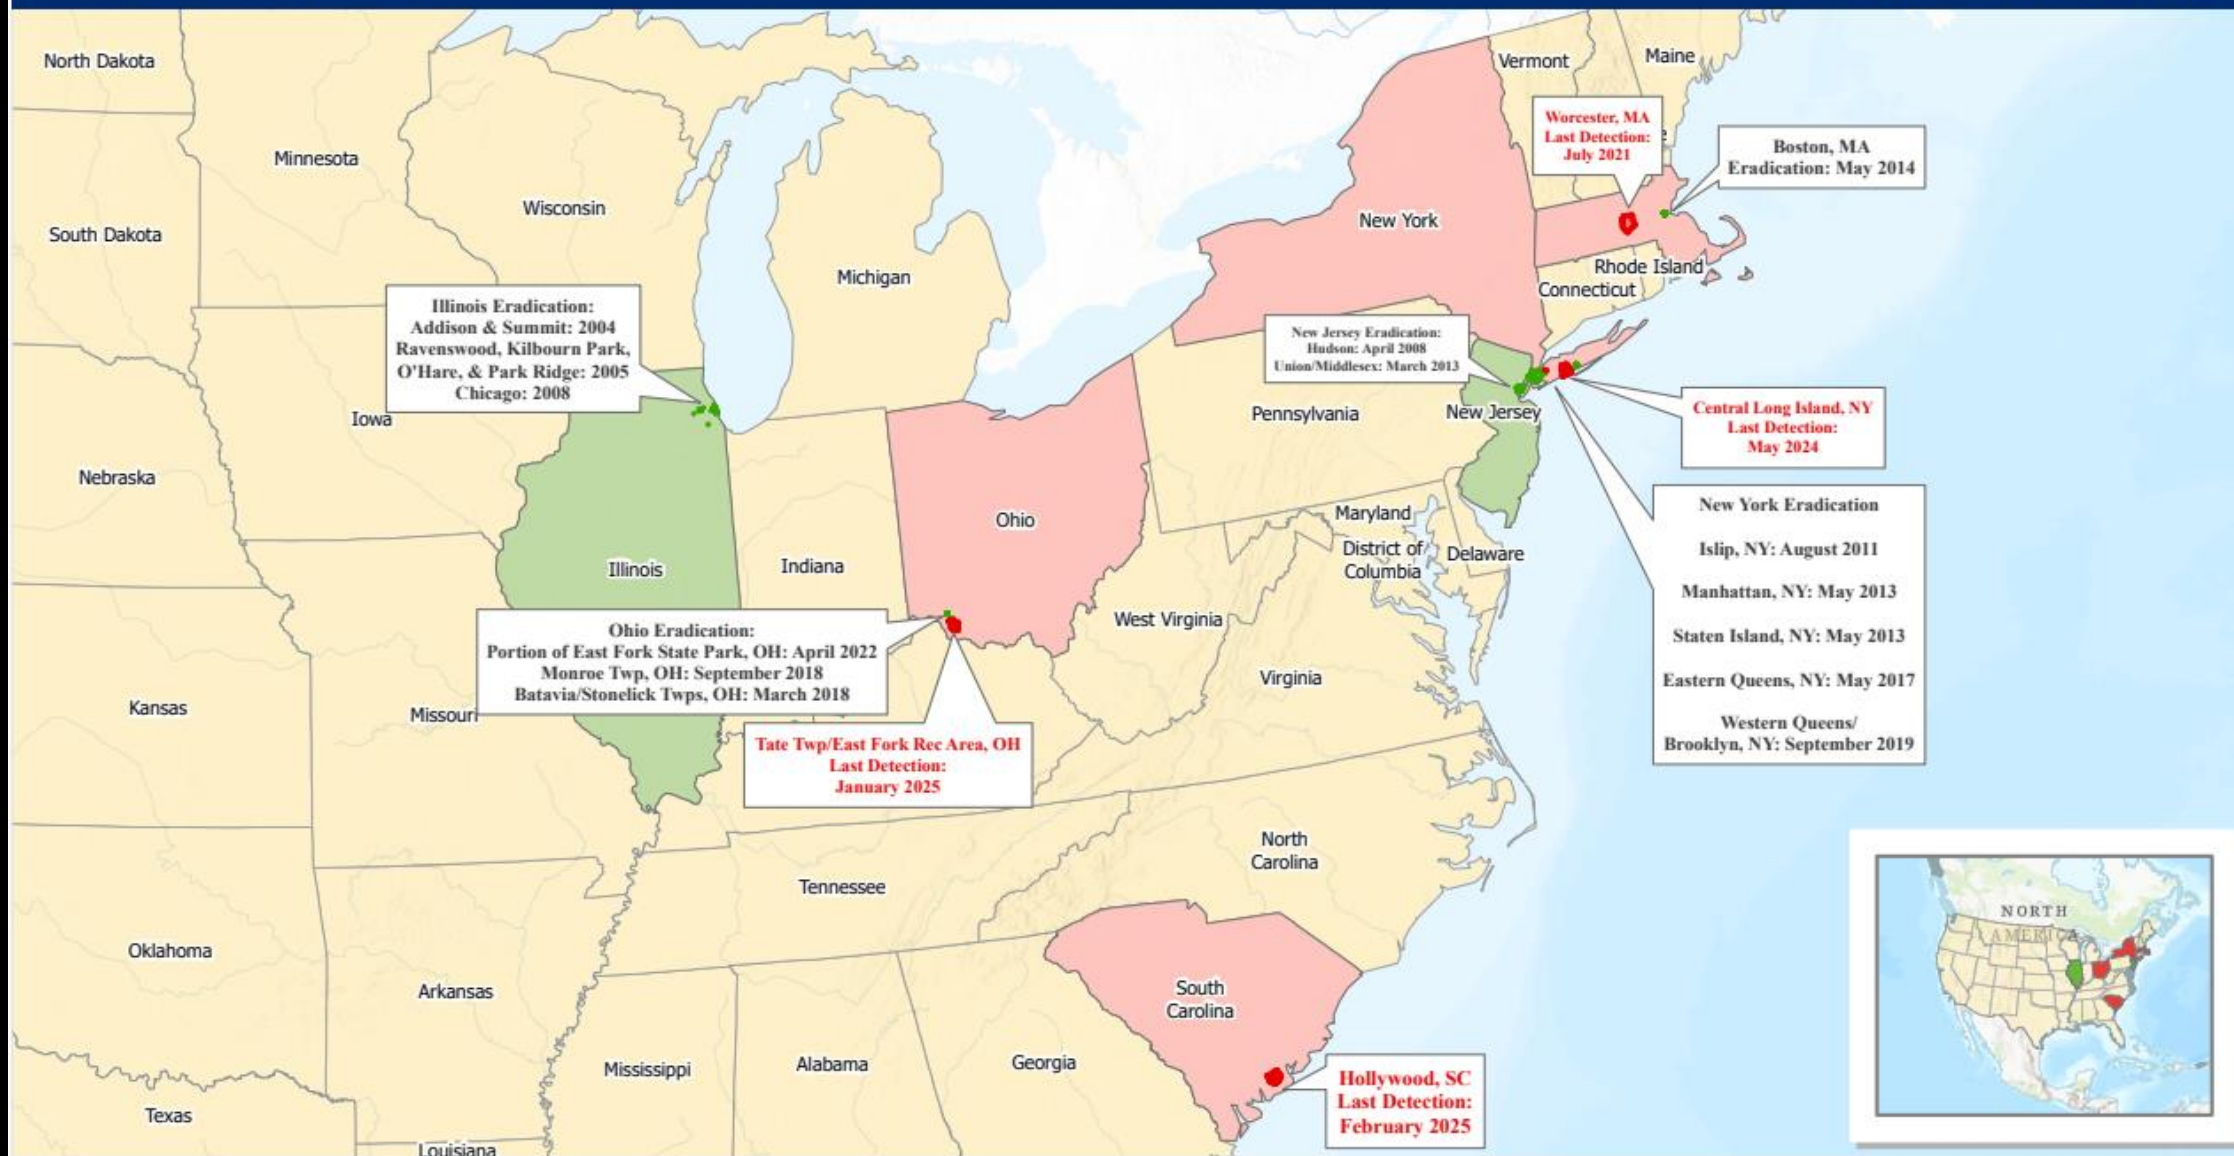 North Dakota
Minnesota
South Dakota
Wisconsin
Michigan
Vermont
Maine
New York
Worcester, MA
Last Detection:
July 2021
Boston, MA
Eradication: May 2014
Rhode Island
Connecticut
Illinois Eradication:
Addison & Summit: 2004
Ravenswood, Kilbourn Park,
O'Hare, & Park Ridge: 2005
Chicago: 2008
New Jersey Eradication:
Hudson: April 2008
Union/Middlesex: March 2013
Iowa
Pennsylvania
New Jersey
Central Long Island, NY
Last Detection:
May 2024
Nebraska
Ohio
Maryland
District of
Columbia
Delaware
Illinois
Indiana
West Virginia
Virginia
New York Eradication
Islip, NY: August 2011
Manhattan, NY: May 2013
Staten Island, NY: May 2013
Eastern Queens, NY: May 2017
Western Queens/
Brooklyn, NY: September 2019
Ohio Eradication:
Portion of East Fork State Park, OH: April 2022
Monroe Twp, OH: September 2018
Batavia/Stonelick Twps, OH: March 2018
Kansas
Missouri
Tate Twp/East Fork Rec Area, OH
Last Detection:
January 2025
North
Carolina
Tennessee
Oklahoma
Arkansas
South
Carolina
Mississippi
Alabama
Georgia
Texas
Louisiana
Hollywood, SC
Last Detection:
February 2025
NORTH
AMERICA